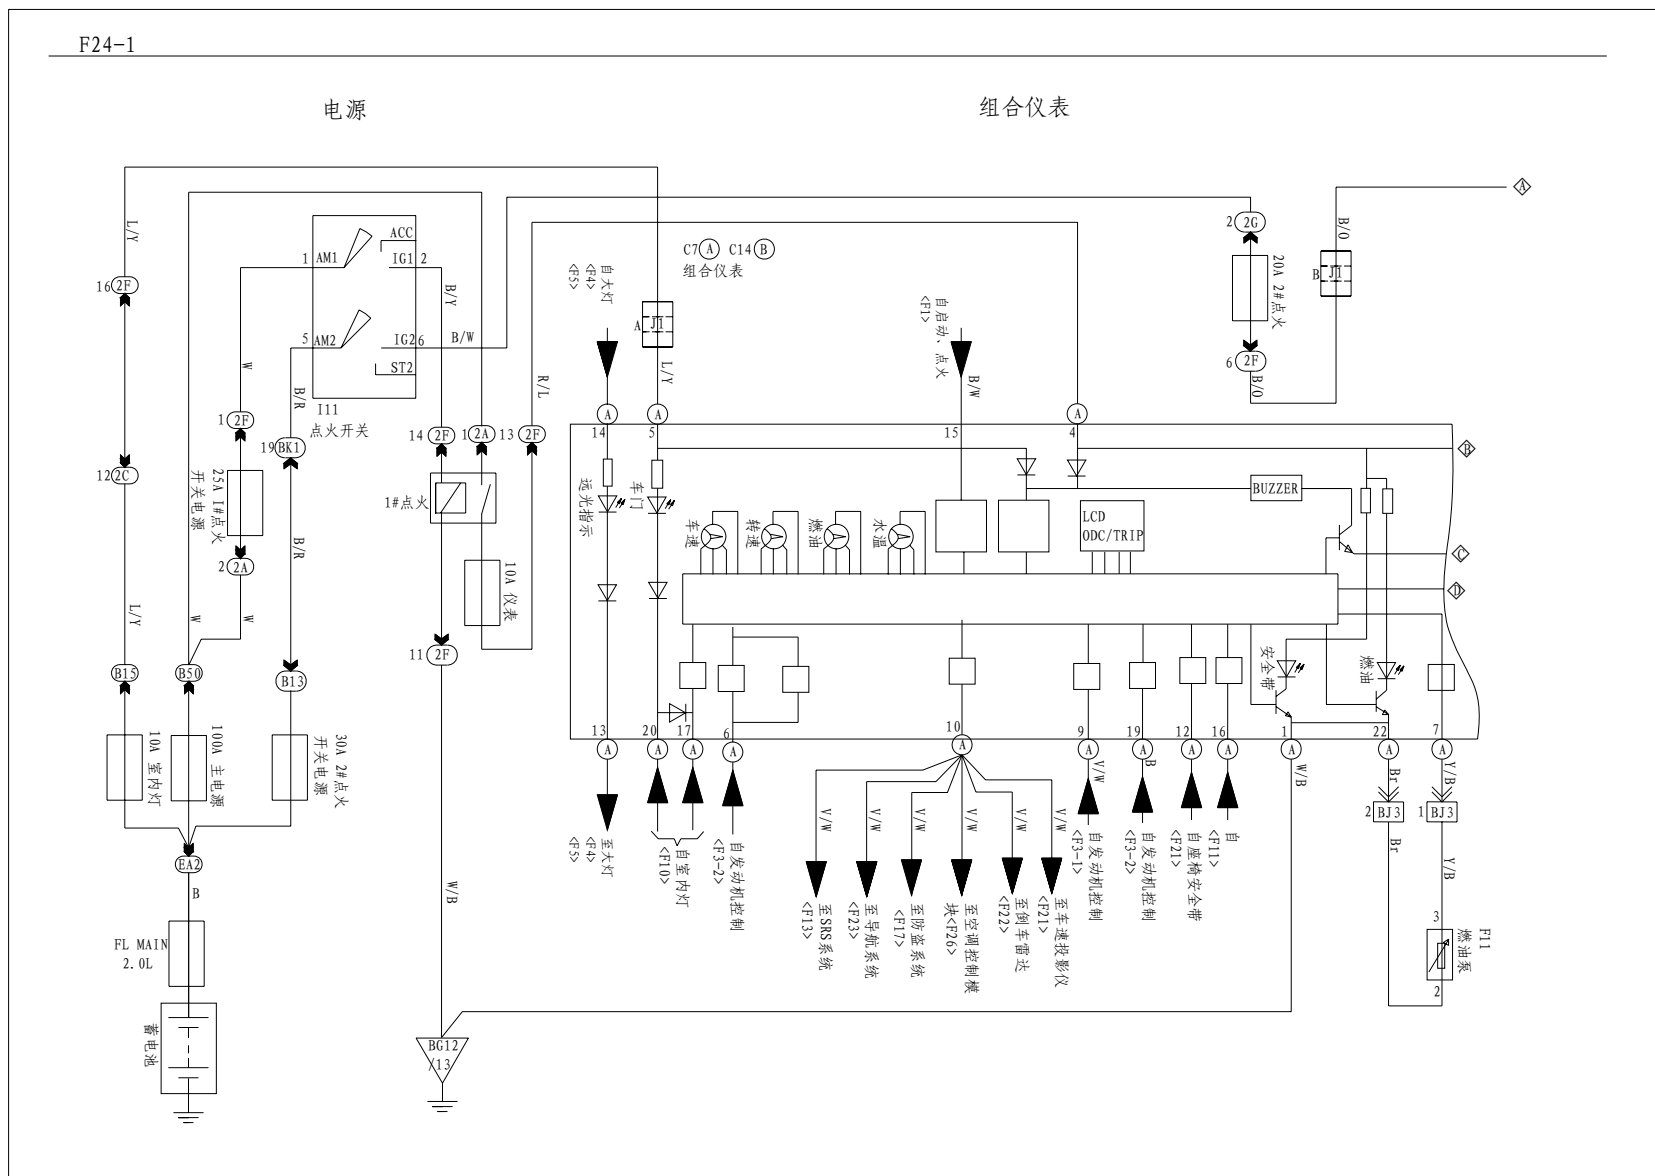 F24-1
电源
组合仪表
L/Y
16 2F
12 2C
L/Y
B15
10A 室内灯
W
B50
100A 主电源
W
1 2F
25A 1#点火
开关电源
2 2A
W
1 AM1
ACC
IG1 2
5 AM2
IG2 6
ST2
I11
点火开关
B/R
19 BK1
B/R
B13
30A 2#点火
开关电源
EA2
B
FL MAIN
2.0L
蓄电池
B/Y
B/W
14 2F
1 2A
13 2F
R/L
1#点火
10A 仪表
11 2F
W/B
BG12
/13
C7 A C14 B
组合仪表
自大灯
<F4>
<F5>
A J1
L/Y
自启动、点火
<F1>
B/W
2 2G
20A 2#点火
6 2F
B/O
B J1
B/O
A
A
14
A
5
15
A
4
B
C
D
远光指示
车门
车速
转速
燃油
水温
LCD
ODC/TRIP
BUZZER
安全带
燃油
13
A
20
A
17
A
6
A
10
A
9
A
19
A
12
A
16
A
1
A
22
A
7
A
至大灯
<F4>
<F5>
自室内灯
<F10>
自发动机控制
<F3-2>
V/W
至SRS系统
<F13>
V/W
至导航系统
<F23>
V/W
至防盗系统
<F17>
V/W
至空调控制模
块<F26>
V/W
至倒车雷达
<F22>
V/W
至车速投影仪
<F21>
V/W
自发动机控制
<F3-1>
B
自发动机控制
<F3-2>
自座椅安全带
<F21>
自
<F11>
W/B
Br
2 BJ3
Br
Y/B
1 BJ3
Y/B
3
F11
燃油泵
2